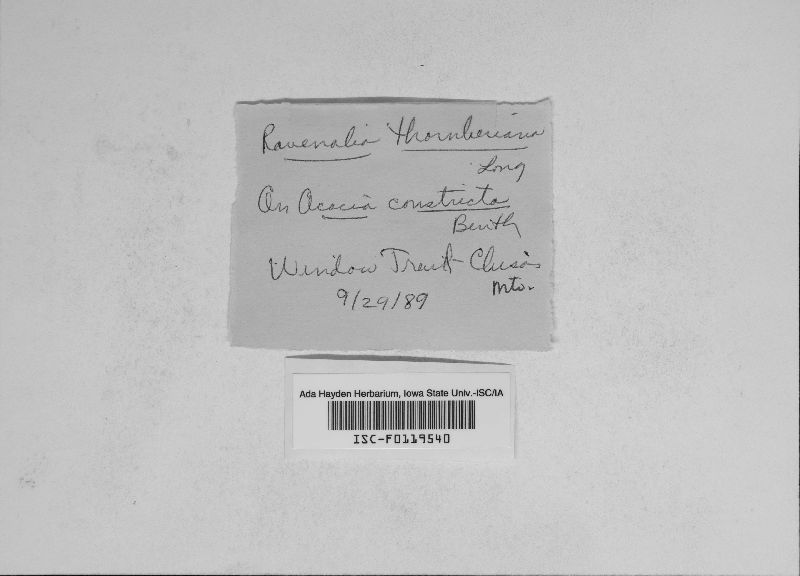 Ravenalia thornberiana
Long
On Acacia constricta
Benth
Window Trail - Chisos
Mts.
9/29/89
Ada Hayden Herbarium, Iowa State Univ.-ISC/IA
ISC-F0119540